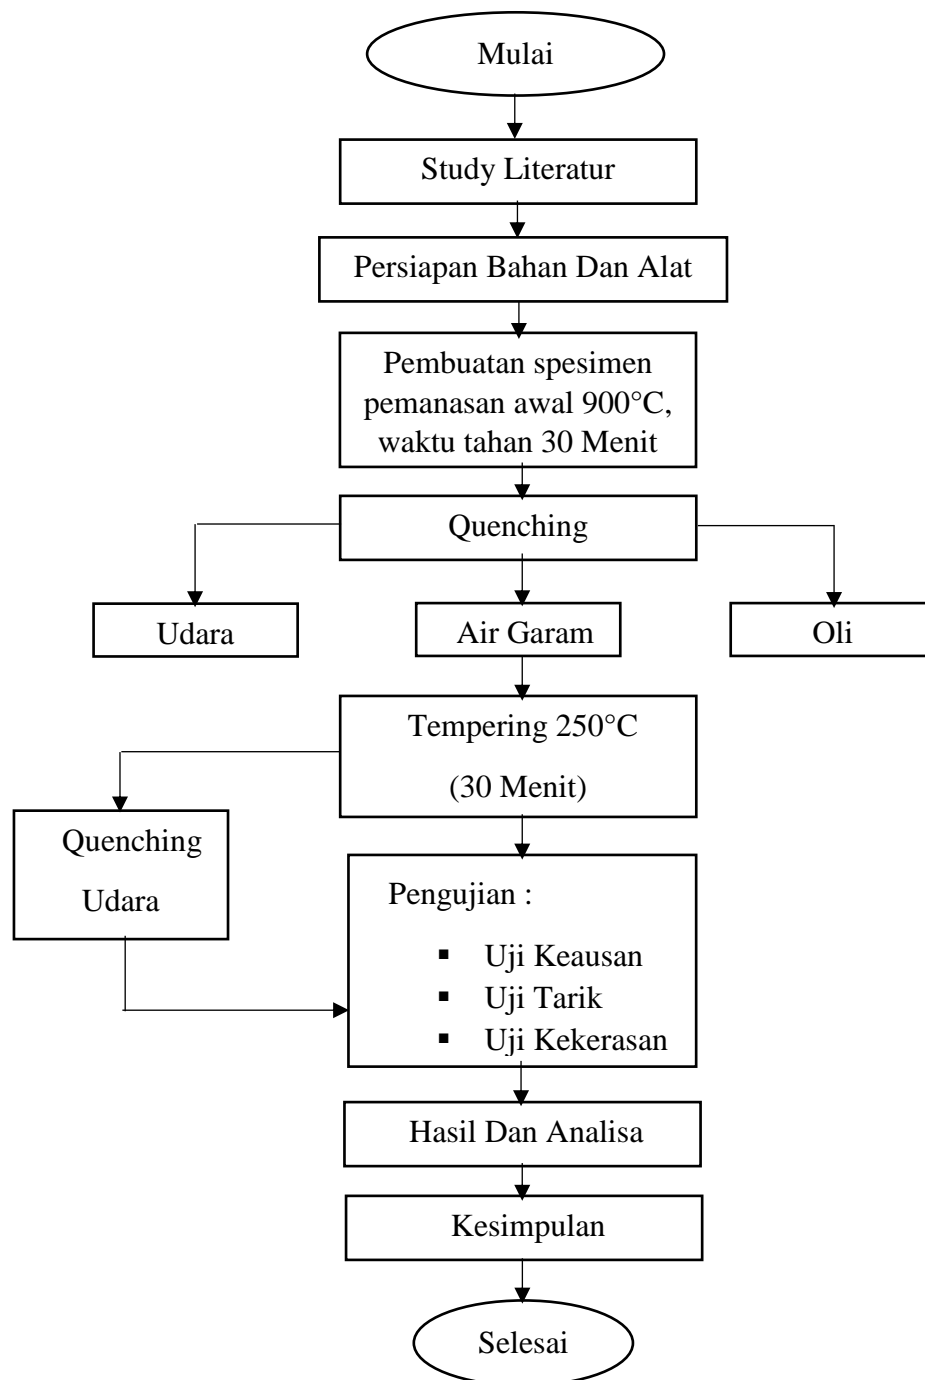 Mulai
Study Literatur
Persiapan Bahan Dan Alat
Pembuatan spesimen
pemanasan awal 900°C,
waktu tahan 30 Menit
Quenching
Udara
Air Garam
Oli
Tempering 250°C
(30 Menit)
Quenching
Udara
Pengujian :
▪ Uji Keausan
▪ Uji Tarik
▪ Uji Kekerasan
Hasil Dan Analisa
Kesimpulan
Selesai